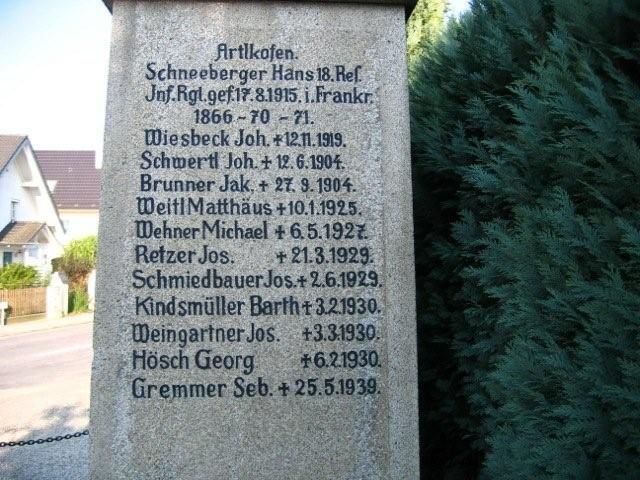 Artlkofen.
Schneeberger Hans 18. Res.
Inf. Rgt. gef. 17.8.1915. i. Frankr.
1866 - 70 - 71.
Wiesbeck Joh. + 12.11.1919.
Schwertl Joh. + 12.6.1904.
Brunner Jak. + 27.9.1904.
Weitl Matthäus + 10.1.1925.
Wehner Michael + 6.5.1927.
Retzer Jos. + 21.3.1929.
Schmiedbauer Jos. + 2.6.1929.
Kindsmüller Barth + 3.2.1930.
Weingartner Jos. + 3.3.1930.
Hösch Georg + 6.2.1930.
Gremmer Seb. + 25.5.1939.